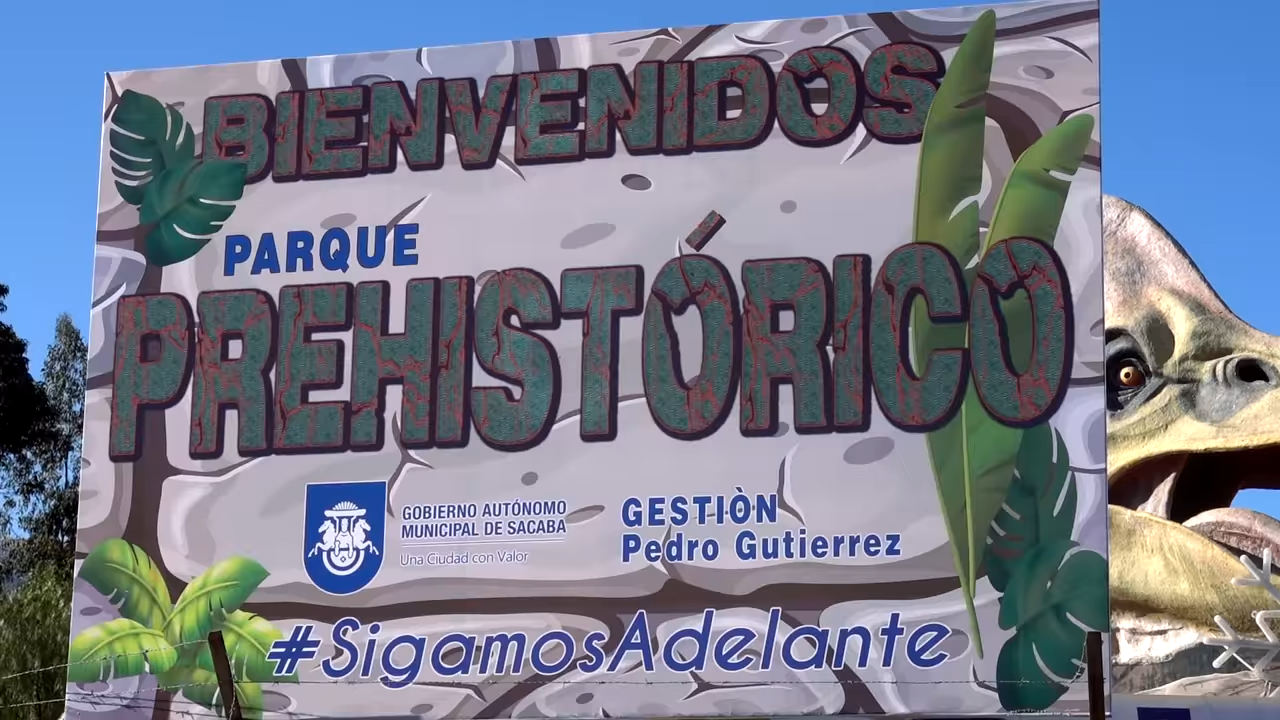 BIENVENIDOS
PARQUE
PREHISTÓRICO
GOBIERNO AUTÓNOMO
MUNICIPAL DE SACABA
Una Ciudad con Valor
GESTIÒN
Pedro Gutierrez
#SigamosAdelante